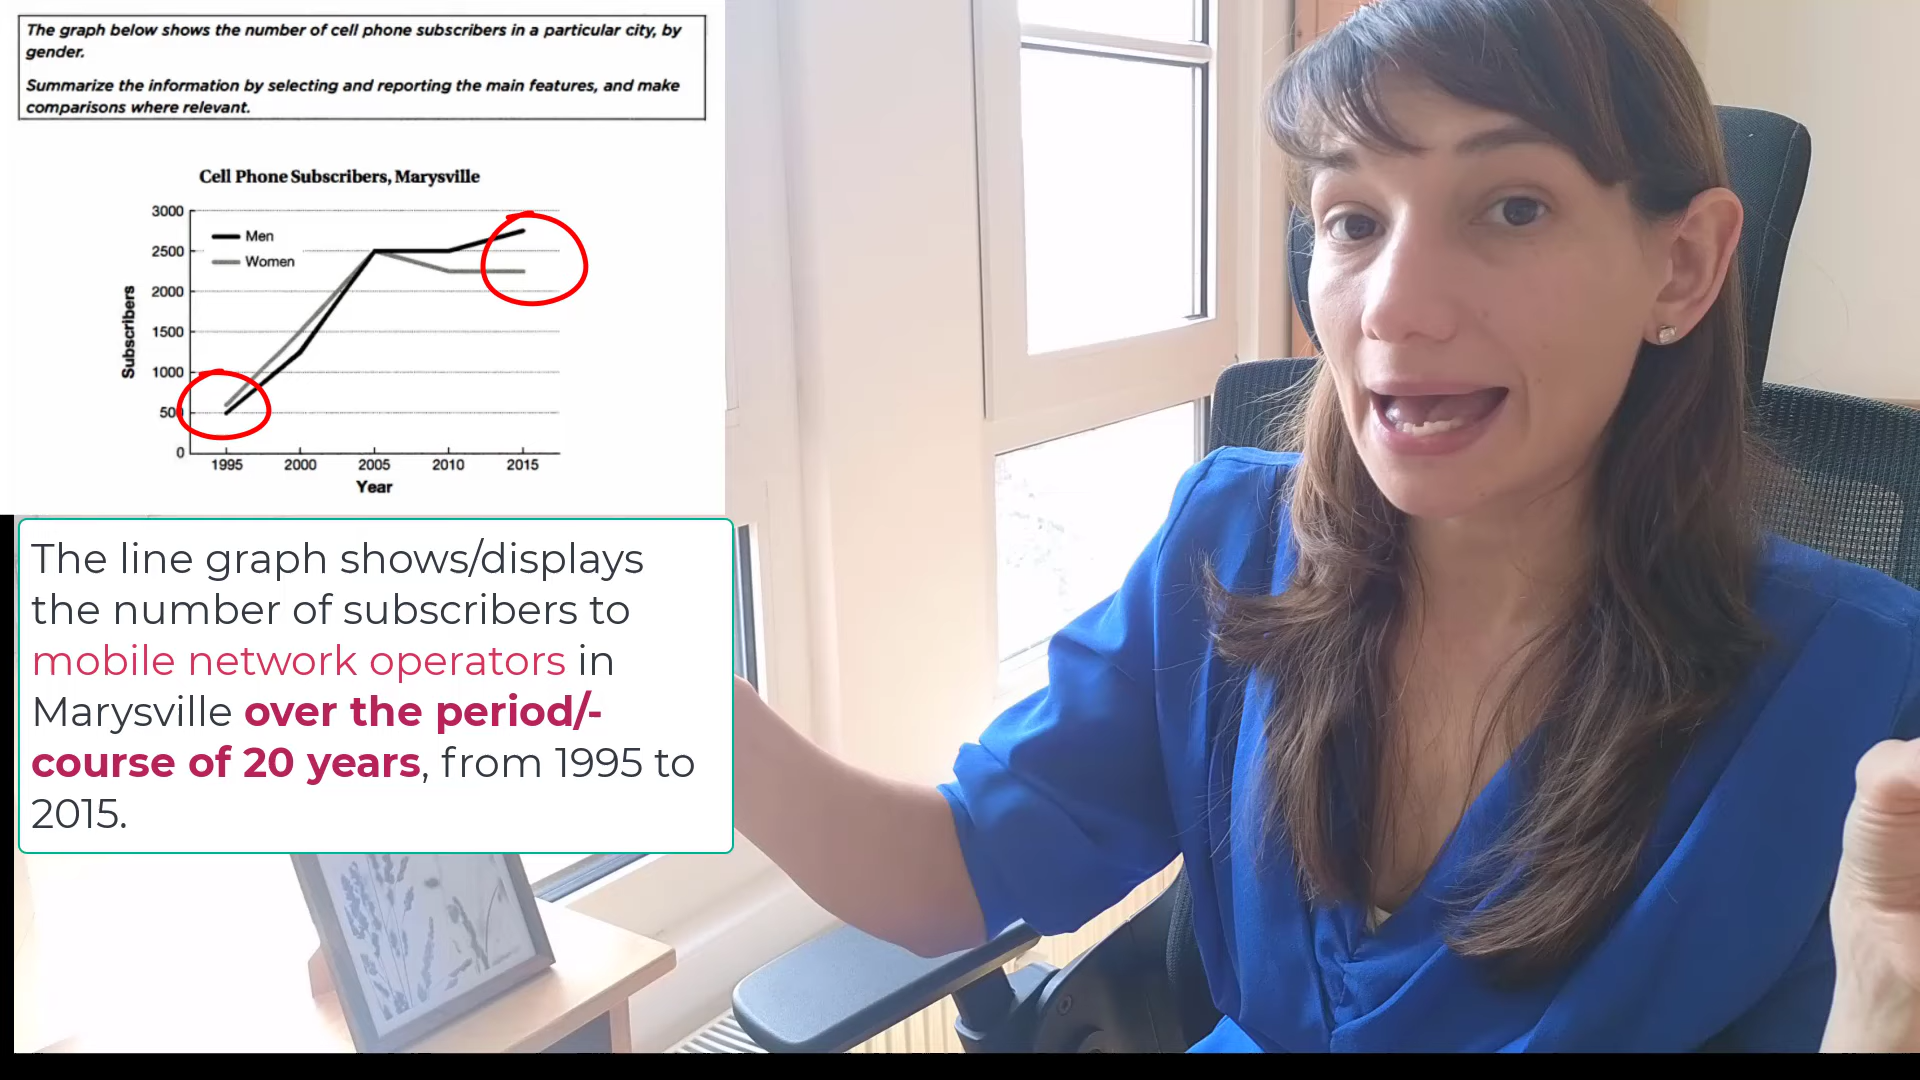 The graph below shows the number of cell phone subscribers in a particular city, by
gender.
Summarize the information by selecting and reporting the main features, and make
comparisons where relevant.
Cell Phone Subscribers, Marysville
3000
2500
2000
1500
1000
500
0
Men
Women
Subscribers
1995 2000 2005 2010 2015
Year
The line graph shows/displays
the number of subscribers to
mobile network operators in
Marysville over the period/-
course of 20 years, from 1995 to
2015.